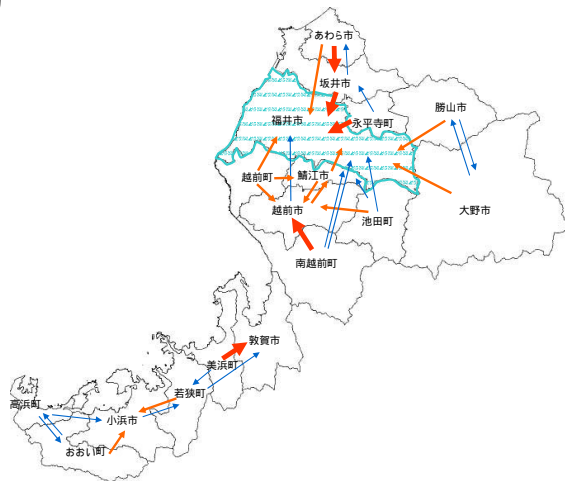 あわら市
坂井市
勝山市
福井市
永平寺町
越前町
鯖江市
越前市
池田町
大野市
南越前町
敦賀市
美浜町
若狭町
高浜町
小浜市
おおい町